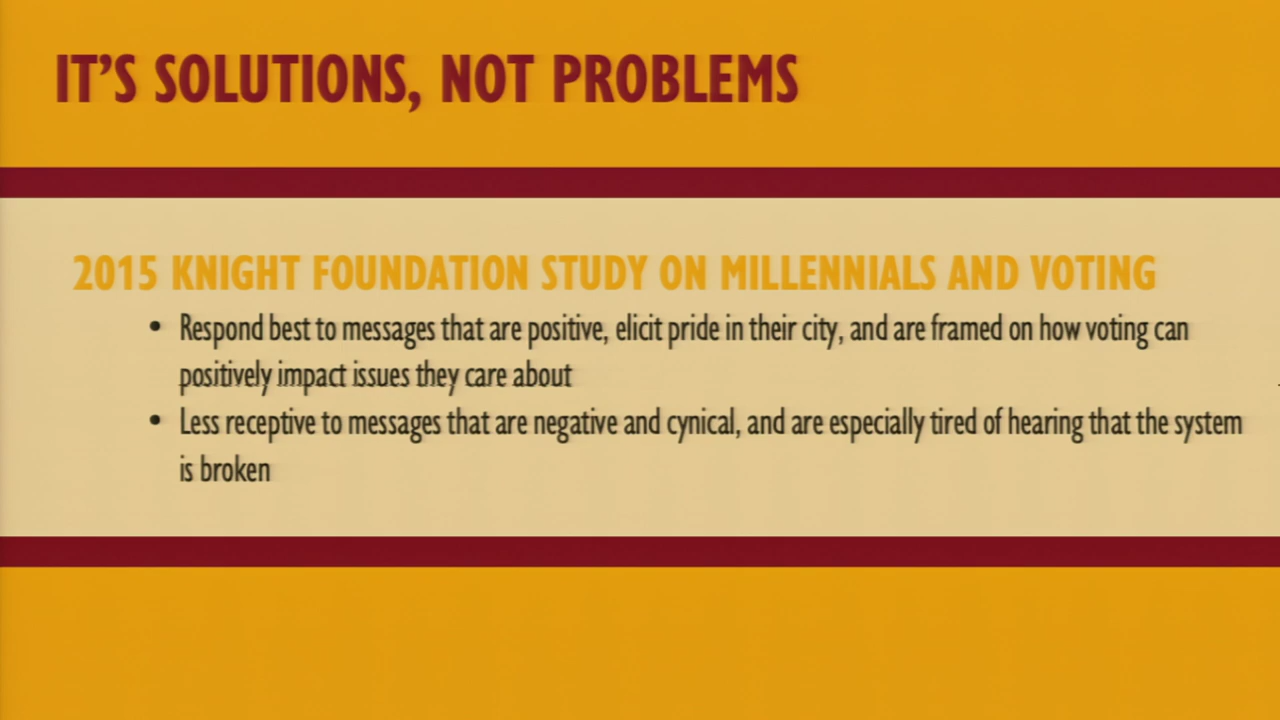 IT'S SOLUTIONS, NOT PROBLEMS
2015 KNIGHT FOUNDATION STUDY ON MILLENNIALS AND VOTING
• Respond best to messages that are positive, elicit pride in their city, and are framed on how voting can
positively impact issues they care about
• Less receptive to messages that are negative and cynical, and are especially tired of hearing that the system
is broken